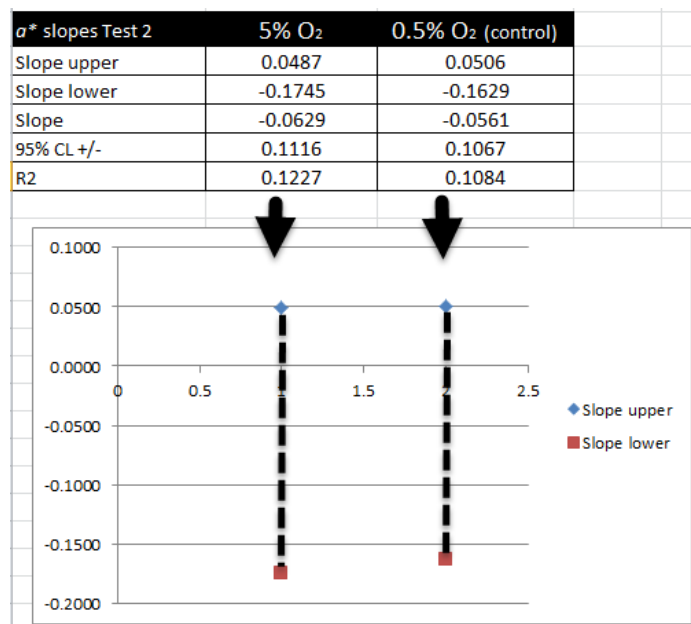 a* slopes Test 2 5% O₂ 0.5% O₂ (control)
Slope upper 0.0487 0.0506
Slope lower -0.1745 -0.1629
Slope -0.0629 -0.0561
95% CL +/- 0.1116 0.1067
R2 0.1227 0.1084
0.1000
0.0500
0.0000
0 0.5 1 1.5 2 2.5
-0.0500
-0.1000
-0.1500
-0.2000
Slope upper
Slope lower